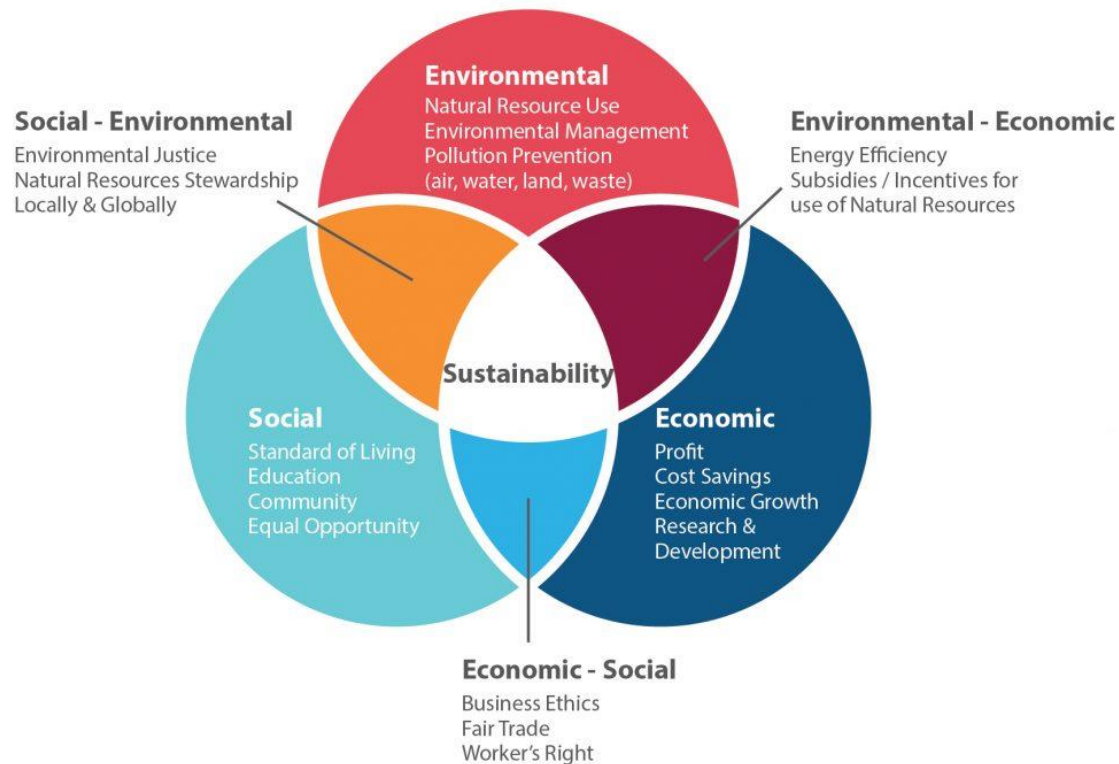 Environmental
Natural Resource Use
Environmental Management
Pollution Prevention
(air, water, land, waste)
Social - Environmental
Environmental Justice
Natural Resources Stewardship
Locally & Globally
Environmental - Economic
Energy Efficiency
Subsidies / Incentives for
use of Natural Resources
Sustainability
Social
Standard of Living
Education
Community
Equal Opportunity
Economic
Profit
Cost Savings
Economic Growth
Research &
Development
Economic - Social
Business Ethics
Fair Trade
Worker's Right